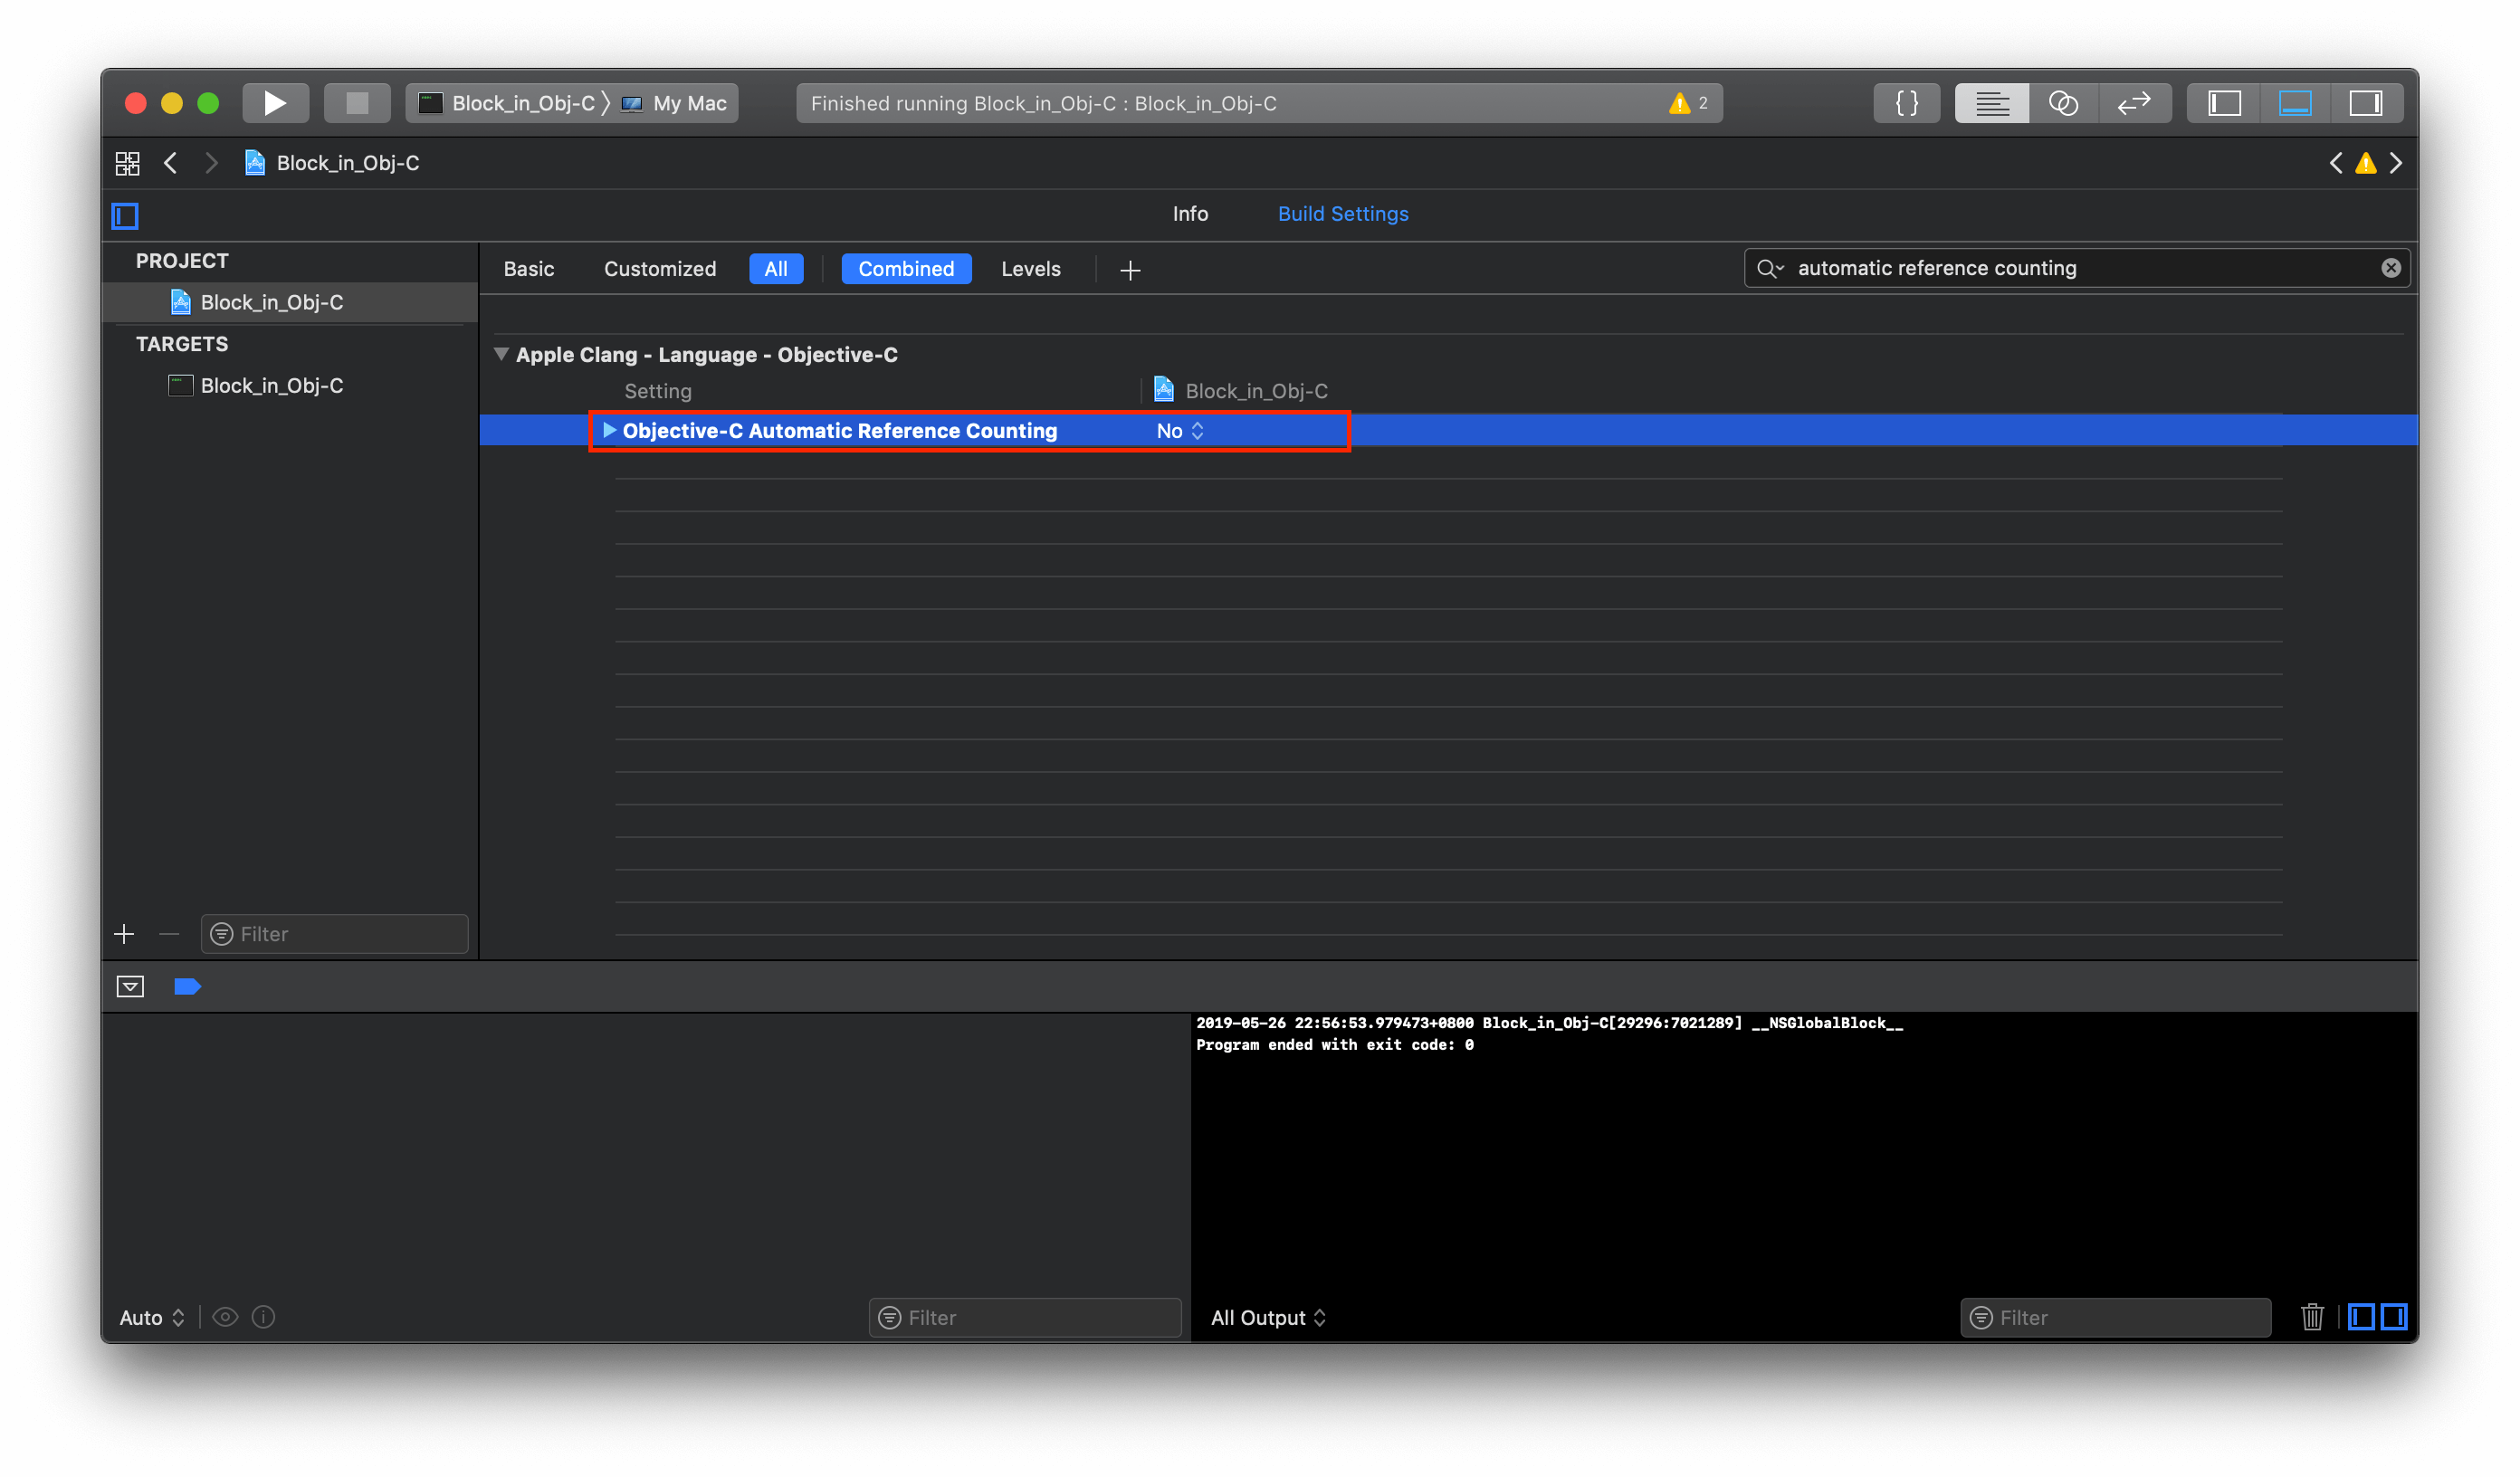 Block_in_Obj-C
My Mac
Finished running Block_in_Obj-C : Block_in_Obj-C
2
{ }
Block_in_Obj-C
Info
Build Settings
PROJECT
Block_in_Obj-C
TARGETS
Block_in_Obj-C
Basic
Customized
All
Combined
Levels
automatic reference counting
Apple Clang - Language - Objective-C
Setting
Block_in_Obj-C
Objective-C Automatic Reference Counting
No
Filter
2019-05-26 22:56:53.979473+0800 Block_in_Obj-C[29296:7021289] __NSGlobalBlock__
Program ended with exit code: 0
Auto
Filter
All Output
Filter